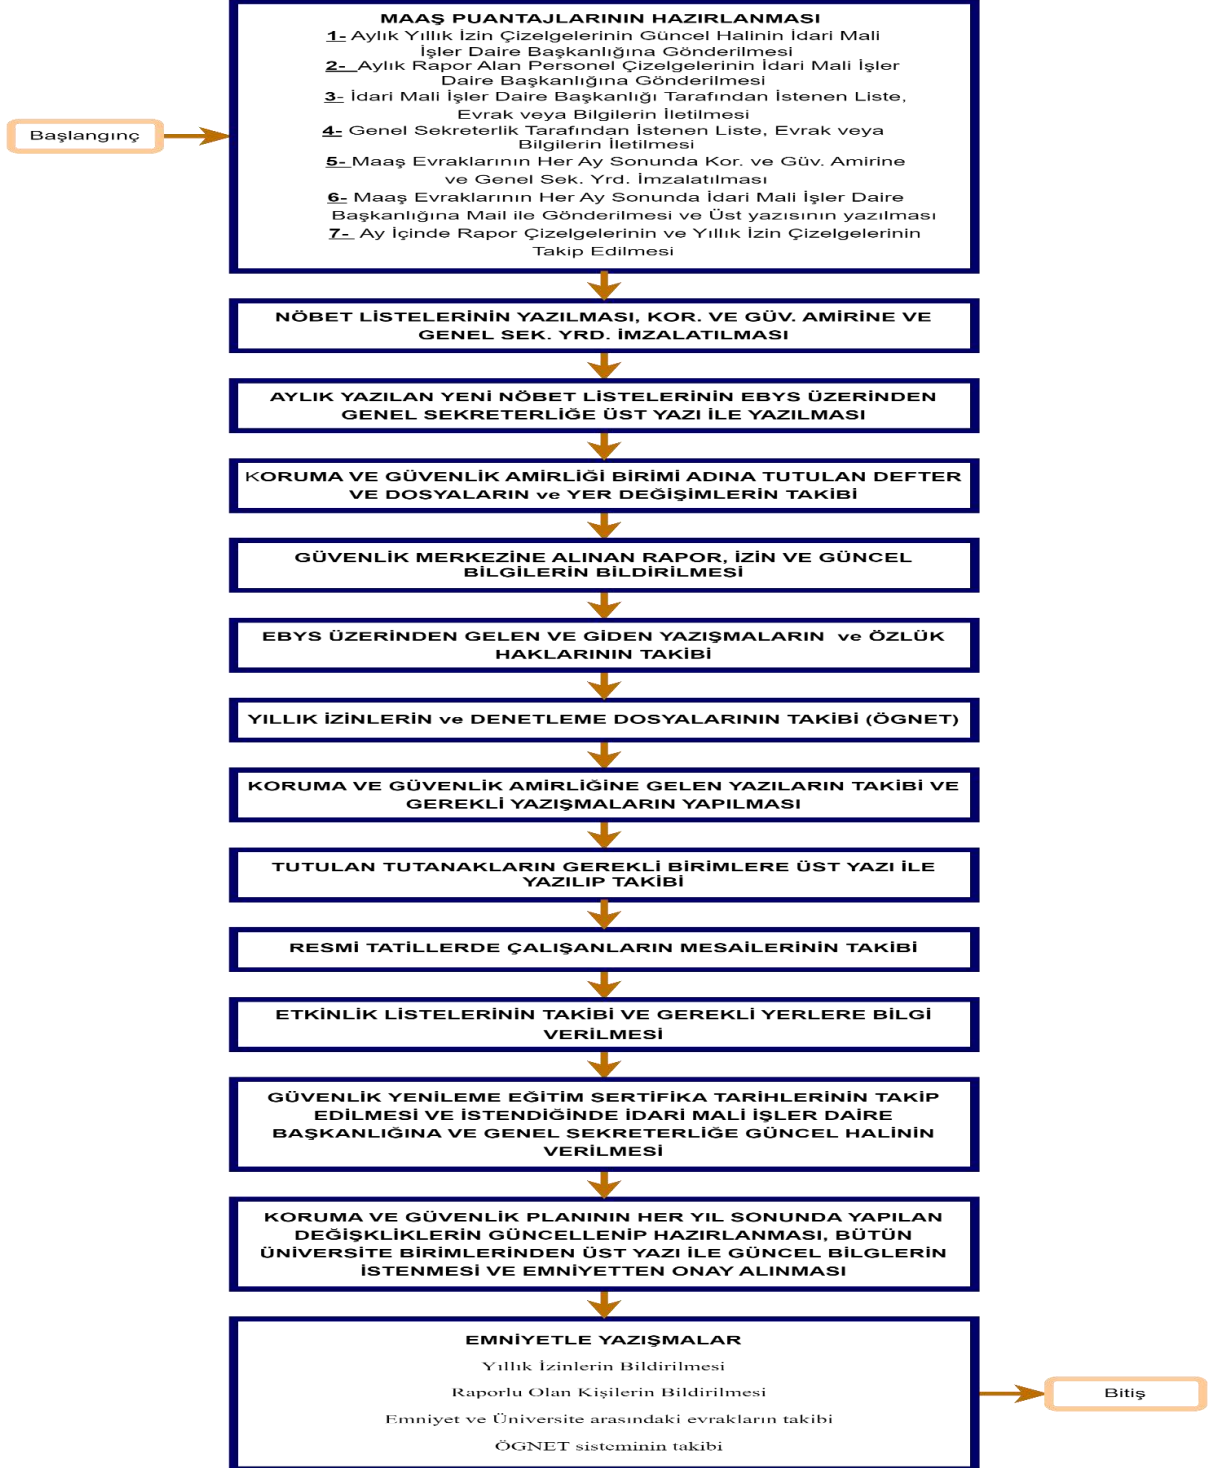 MAAŞ PUANTAJLARININ HAZIRLANMASI
1- Aylık Yıllık İzin Çizelgelerinin Güncel Halinin İdari Mali
İşler Daire Başkanlığına Gönderilmesi
2- Aylık Rapor Alan Personel Çizelgelerinin İdari Mali İşler
Daire Başkanlığına Gönderilmesi
3- İdari Mali İşler Daire Başkanlığı Tarafından İstenen Liste,
Evrak veya Bilgilerin İletilmesi
4- Genel Sekreterlik Tarafından İstenen Liste, Evrak veya
Bilgilerin İletilmesi
5- Maaş Evraklarının Her Ay Sonunda Kor. ve Güv. Amirine
ve Genel Sek. Yrd. İmzalatılması
6- Maaş Evraklarının Her Ay Sonunda İdari Mali İşler Daire
Başkanlığına Mail ile Gönderilmesi ve Üst yazısının yazılması
7- Ay İçinde Rapor Çizelgelerinin ve Yıllık İzin Çizelgelerinin
Takip Edilmesi
Başlangınç
NÖBET LİSTELERİNİN YAZILMASI, KOR. VE GÜV. AMİRİNE VE
GENEL SEK. YRD. İMZALATILMASI
AYLIK YAZILAN YENİ NÖBET LİSTELERİNİN EBYS ÜZERİNDEN
GENEL SEKRETERLİĞE ÜST YAZI İLE YAZILMASI
KORUMA VE GÜVENLİK AMİRLİĞİ BİRİMİ ADINA TUTULAN DEFTER
VE DOSYALARIN ve YER DEĞİŞİMLERİN TAKİBİ
GÜVENLİK MERKEZİNE ALINAN RAPOR, İZİN VE GÜNCEL
BİLGİLERİN BİLDİRİLMESİ
EBYS ÜZERİNDEN GELEN VE GİDEN YAZIŞMALARIN ve ÖZLÜK
HAKLARININ TAKİBİ
YILLIK İZİNLERİN ve DENETLEME DOSYALARININ TAKİBİ (ÖGNET)
KORUMA VE GÜVENLİK AMİRLİĞİNE GELEN YAZILARIN TAKİBİ VE
GEREKLİ YAZIŞMALARIN YAPILMASI
TUTULAN TUTANAKLARIN GEREKLİ BİRİMLERE ÜST YAZI İLE
YAZILIP TAKİBİ
RESMİ TATİLLERDE ÇALIŞANLARIN MESAİLERİNİN TAKİBİ
ETKİNLİK LİSTELERİNİN TAKİBİ VE GEREKLİ YERLERE BİLGİ
VERİLMESİ
GÜVENLİK YENİLEME EĞİTİM SERTİFİKA TARİHLERİNİN TAKİP
EDİLMESİ VE İSTENDİĞİNDE İDARİ MALİ İŞLER DAİRE
BAŞKANLIĞINA VE GENEL SEKRETERLİĞE GÜNCEL HALİNİN
VERİLMESİ
KORUMA VE GÜVENLİK PLANININ HER YIL SONUNDA YAPILAN
DEĞİŞKLİKLERİN GÜNCELLENİP HAZIRLANMASI, BÜTÜN
ÜNİVERSİTE BİRİMLERİNDEN ÜST YAZI İLE GÜNCEL BİLGLERİN
İSTENMESİ VE EMNİYETTEN ONAY ALINMASI
EMNİYETLE YAZIŞMALAR
Yıllık İzinlerin Bildirilmesi
Raporlu Olan Kişilerin Bildirilmesi
Emniyet ve Üniversite arasındaki evrakların takibi
ÖGNET sisteminin takibi
Bitiş